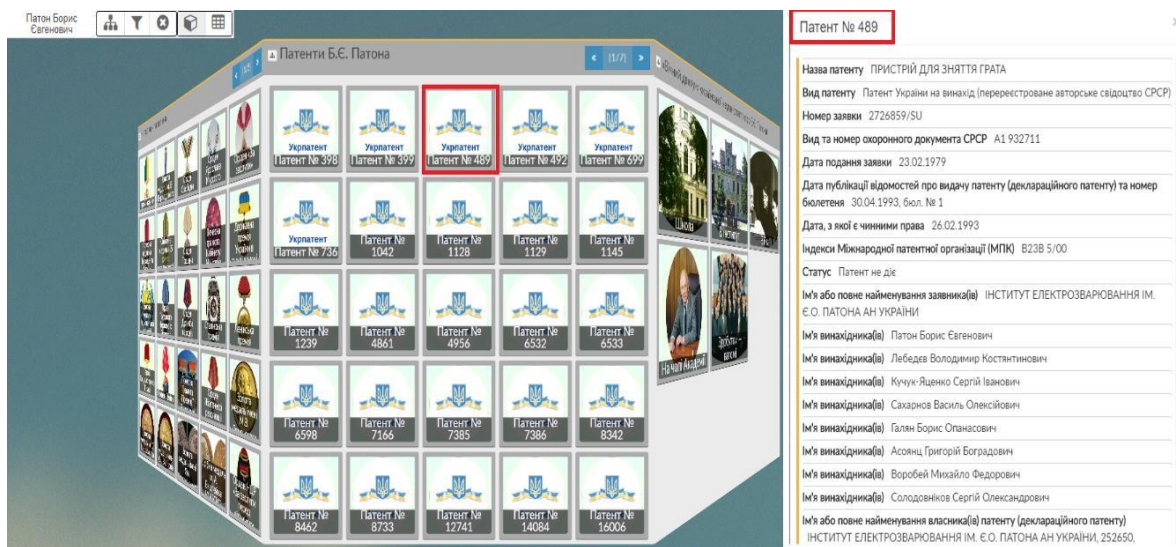 Патон Борис
Євгенович
Патенти Б.Є. Патона
« (1/7) »
Укрпатент Укрпатент Укрпатент Укрпатент Укрпатент
Патент № 398 Патент № 399 Патент № 489 Патент № 492 Патент № 699
Укрпатент
Патент № 736 Патент № 1042 Патент № 1128 Патент № 1129 Патент № 1145
Патент № 1239 Патент № 4861 Патент № 4956 Патент № 6532 Патент № 6533
Патент № 6598 Патент № 7166 Патент № 7385 Патент № 7386 Патент № 8342
Патент № 8462 Патент № 8733 Патент № 12741 Патент № 14084 Патент № 16006
Школа
На чолі Академії
Патент № 489
Назва патенту ПРИСТРІЙ ДЛЯ ЗНЯТТЯ ГРАТА
Вид патенту Патент України на винахід (перереєстроване авторське свідоцтво СРСР)
Номер заявки 2726859/SU
Вид та номер охоронного документа СРСР A1 932711
Дата подання заявки 23.02.1979
Дата публікації відомостей про видачу патенту (деклараційного патенту) та номер
бюлетеня 30.04.1993, бюл. № 1
Дата, з якої є чинними права 26.02.1993
Індекси Міжнародної патентної організації (МПК) B23B 5/00
Статус Патент не діє
Ім'я або повне найменування заявника(ів) ІНСТИТУТ ЕЛЕКТРОЗВАРЮВАННЯ ІМ.
Є.О. ПАТОНА АН УКРАЇНИ
Ім'я винахідника(ів) Патон Борис Євгенович
Ім'я винахідника(ів) Лебедєв Володимир Костянтинович
Ім'я винахідника(ів) Кучук-Яценко Сергій Іванович
Ім'я винахідника(ів) Сахарнов Василь Олексійович
Ім'я винахідника(ів) Галян Борис Опанасович
Ім'я винахідника(ів) Асоянц Григорій Боградович
Ім'я винахідника(ів) Воробей Михайло Федорович
Ім'я винахідника(ів) Солодовніков Сергій Олександрович
Ім'я або повне найменування власника(ів) патенту (деклараційного патенту)
ІНСТИТУТ ЕЛЕКТРОЗВАРЮВАННЯ ІМ. Є.О. ПАТОНА АН УКРАЇНИ, 252650,